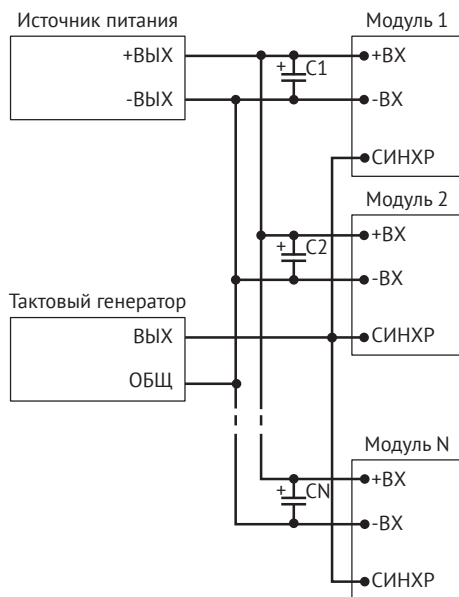 Источник питания
+ВЫХ
-ВЫХ
+ C1
Модуль 1
+ВХ
-ВХ
СИНХР
Модуль 2
+ C2
+ВХ
-ВХ
СИНХР
Тактовый генератор
ВЫХ
ОБЩ
Модуль N
+ CN
+ВХ
-ВХ
СИНХР